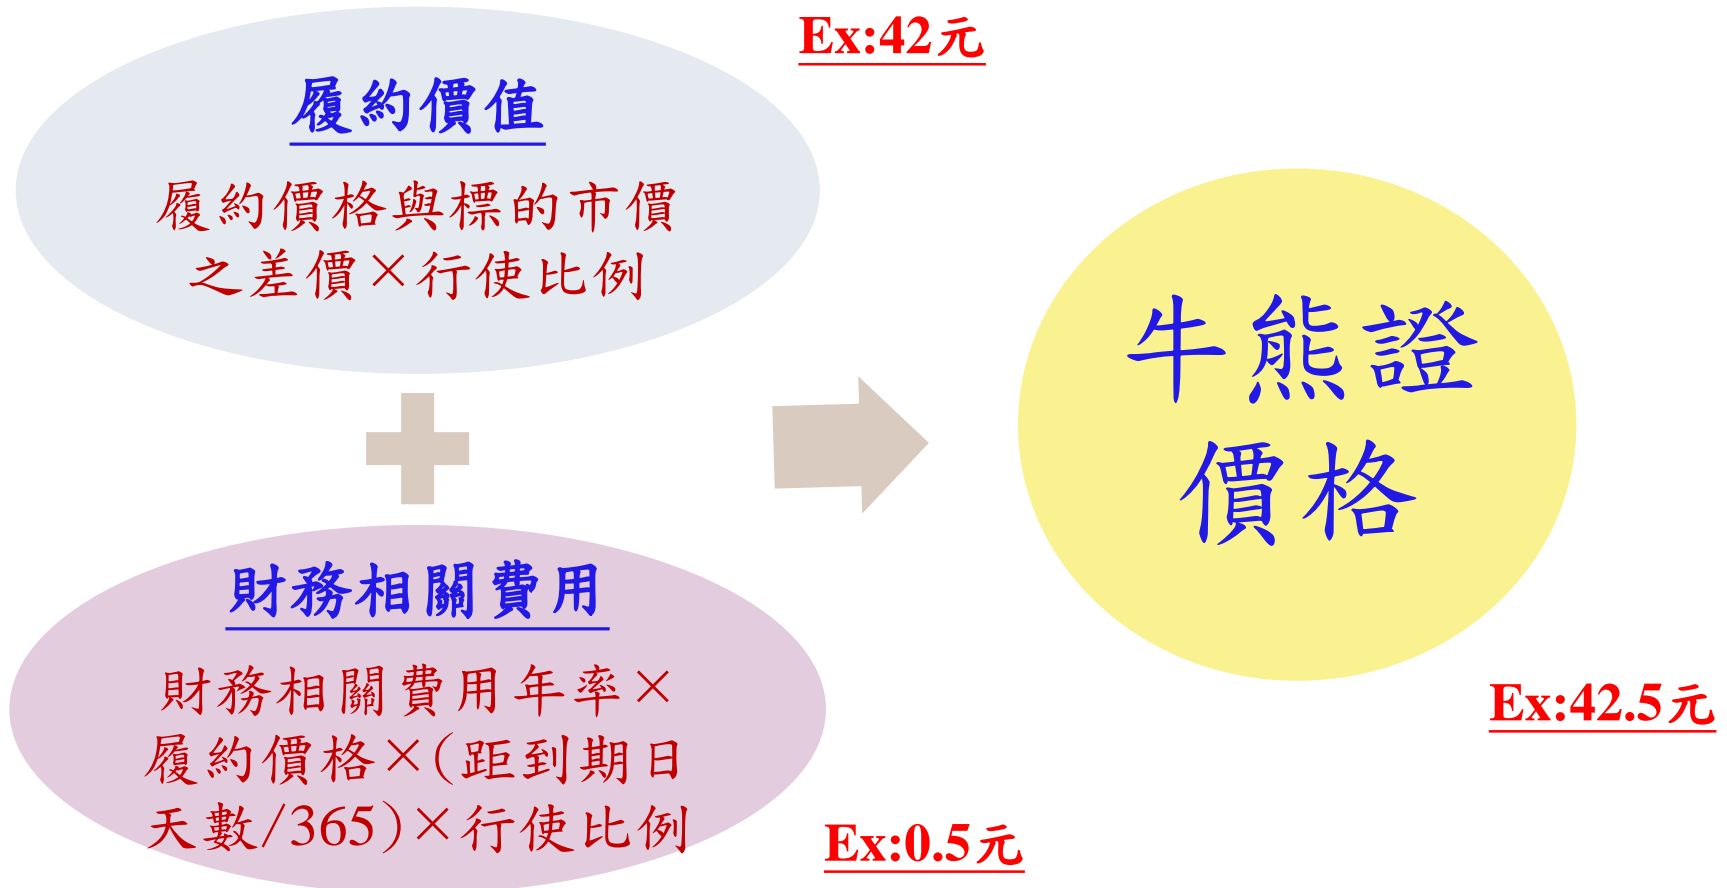 Ex:42元
履約價值
履約價格與標的市價
之差價×行使比例
財務相關費用
財務相關費用年率×
履約價格×(距到期日
天數/365)×行使比例
Ex:0.5元
牛熊證
價格
Ex:42.5元